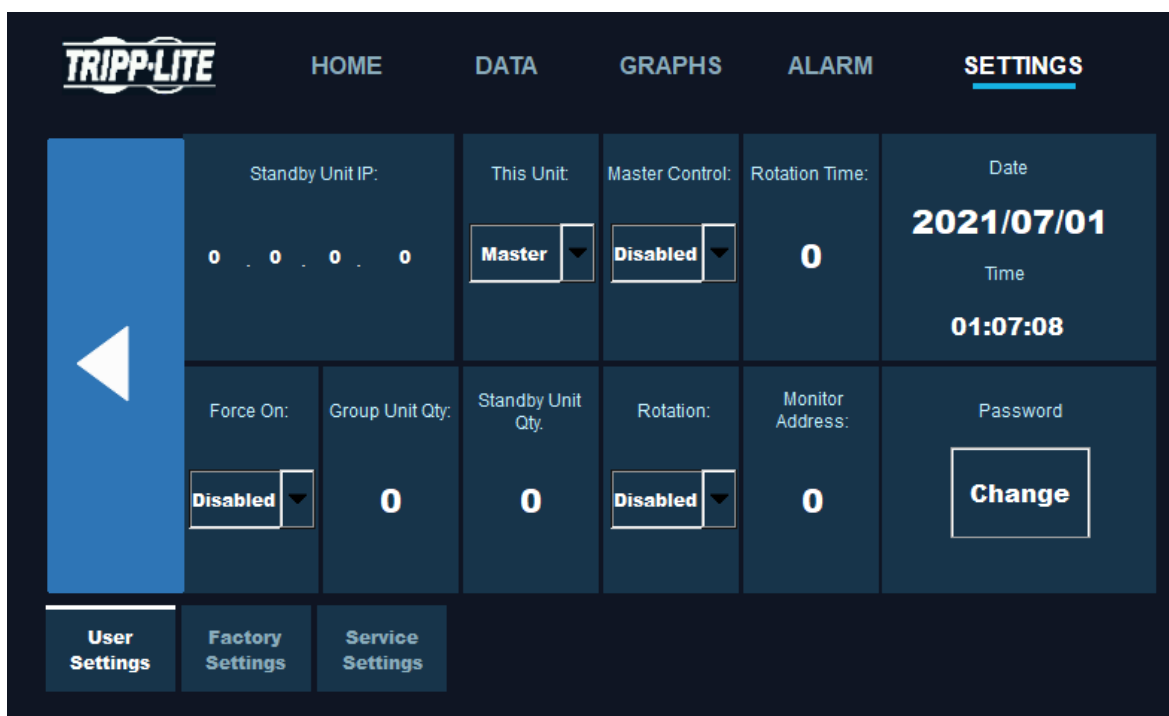 TRIPP·LITE HOME DATA GRAPHS ALARM SETTINGS
Standby Unit IP:
0 . 0 . 0 . 0
This Unit:
Master
Master Control:
Disabled
Rotation Time:
0
Date
2021/07/01
Time
01:07:08
Force On:
Disabled
Group Unit Qty:
0
Standby Unit
Qty.
0
Rotation:
Disabled
Monitor
Address:
0
Password
Change
User
Settings
Factory
Settings
Service
Settings